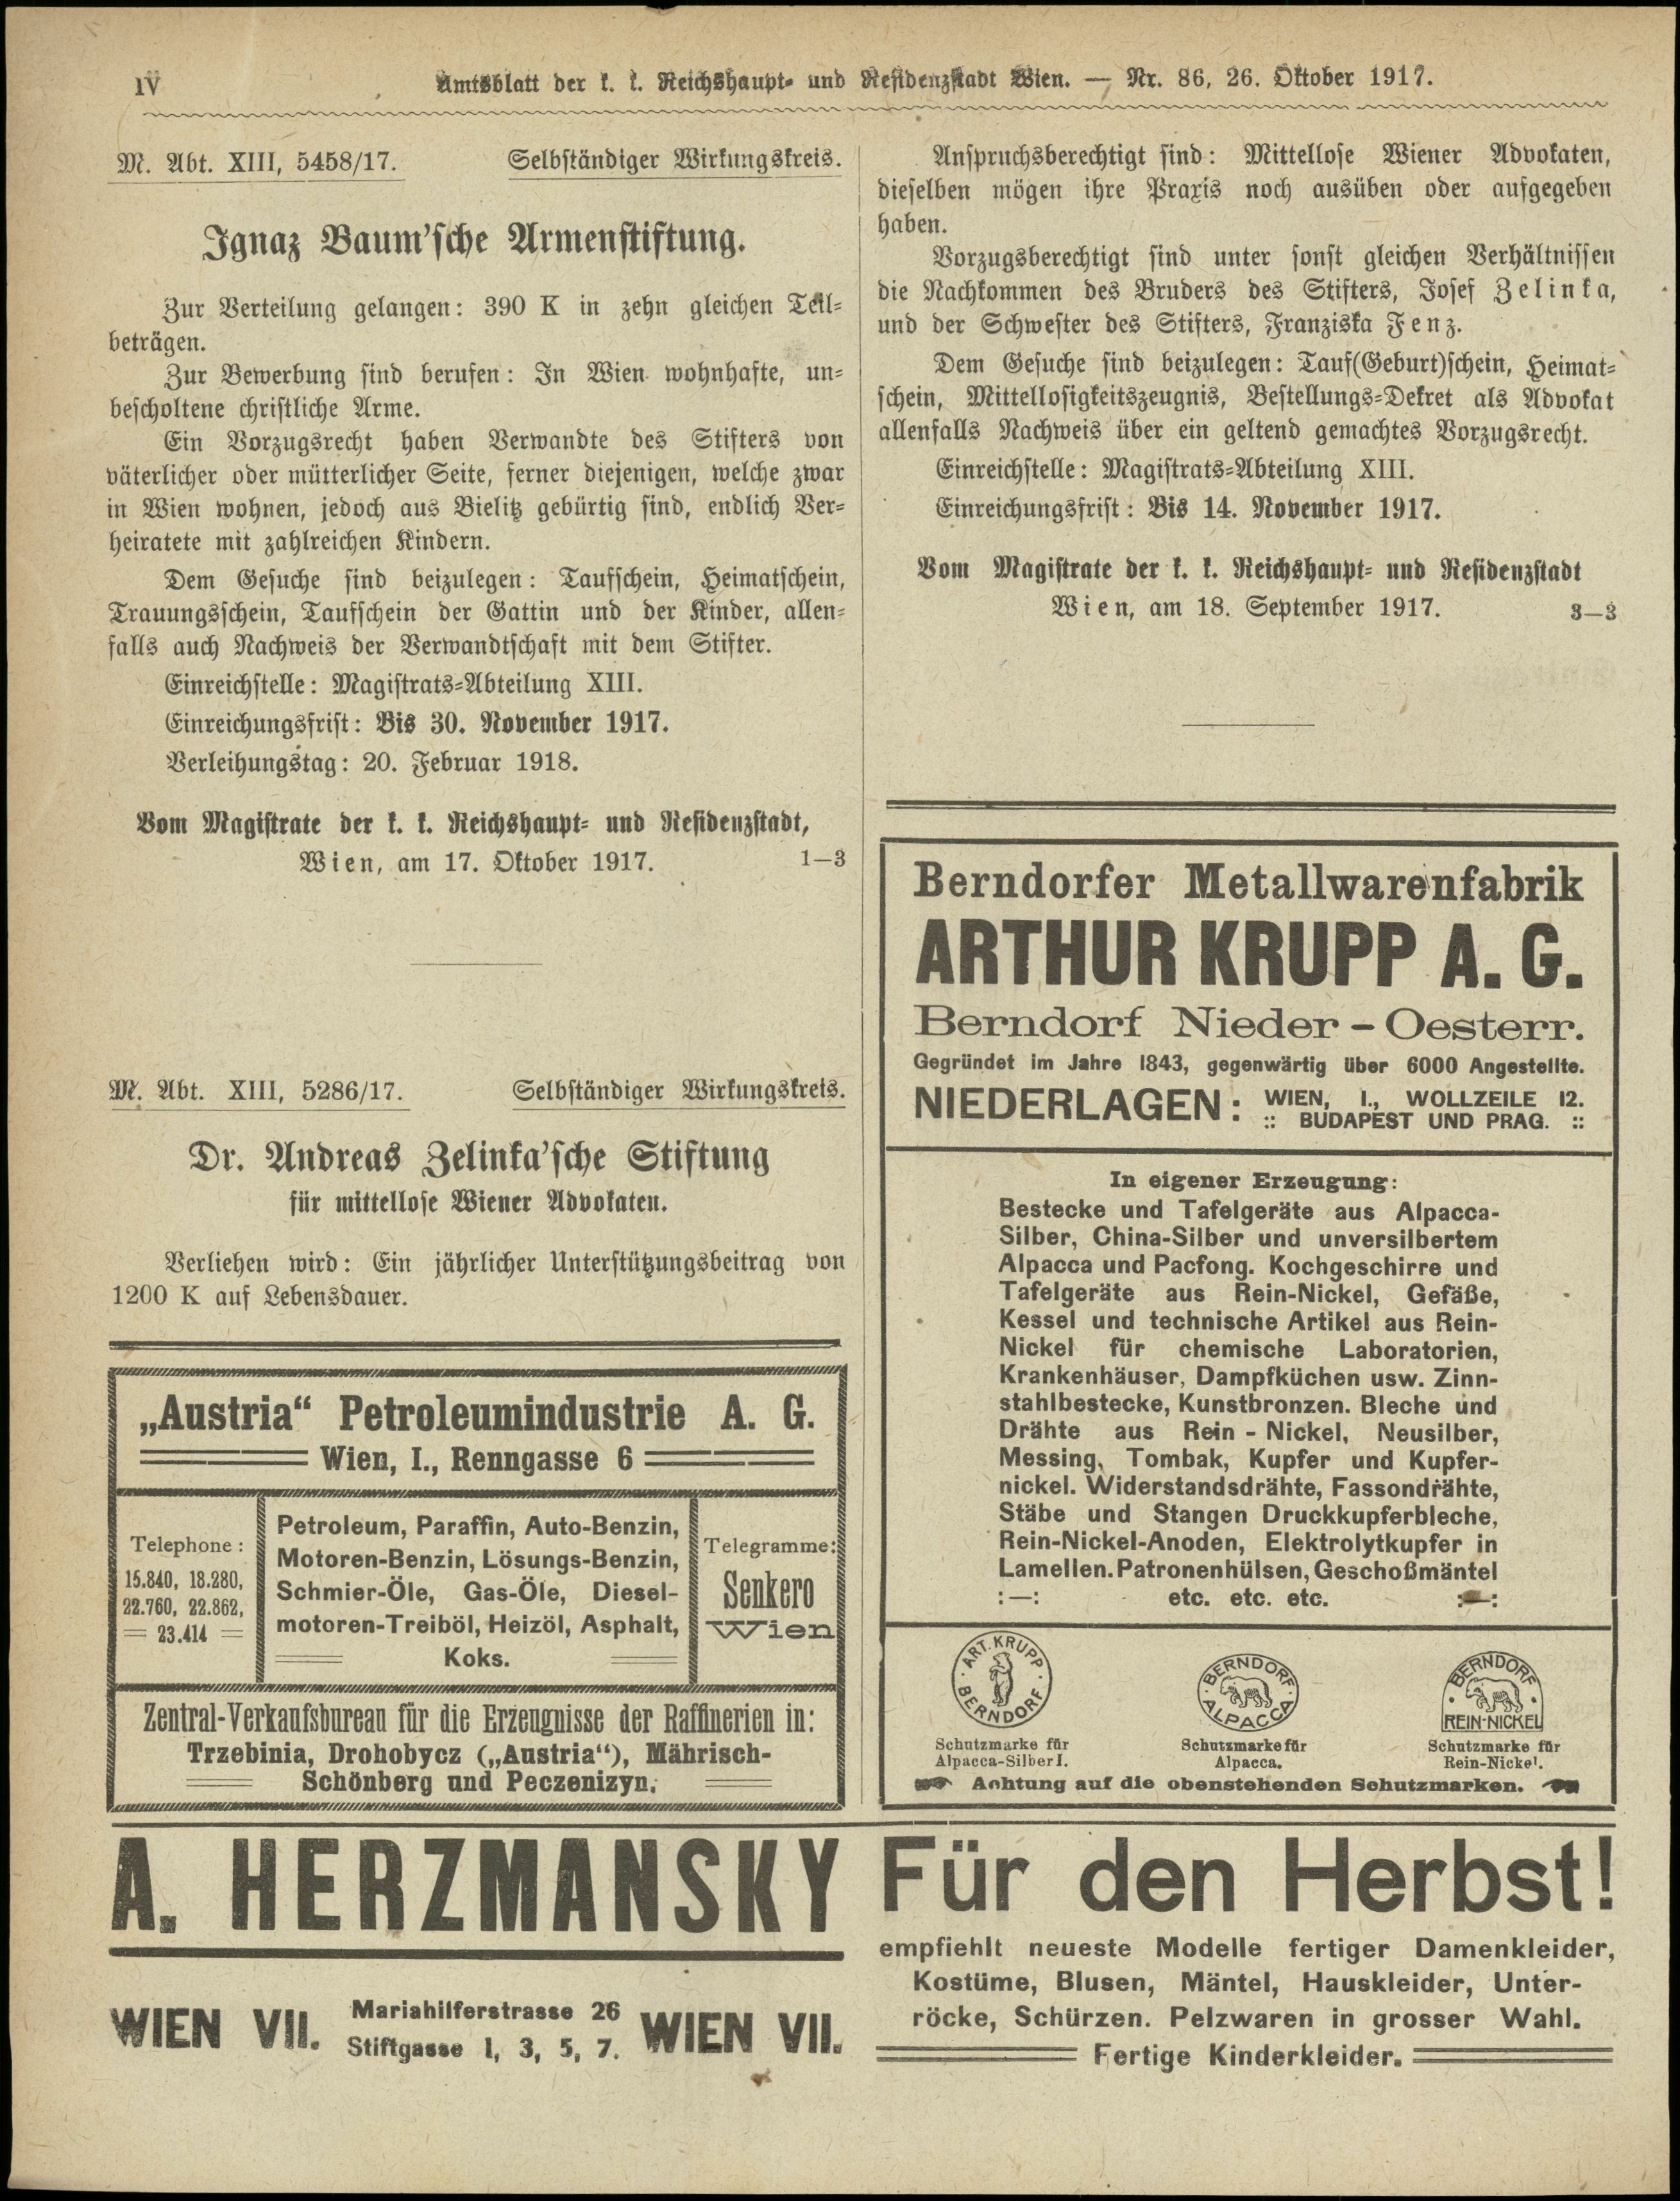 IV
Amtsblatt der k. k. Reichshaupt- und Residenzstadt Wien. — Nr. 86, 26. Oktober 1917.
M. Abt. XIII, 5458/17. Selbständiger Wirkungskreis.
Ignaz Baum'sche Armenstiftung.
Zur Verteilung gelangen: 390 K in zehn gleichen Teil-
beträgen.
Zur Bewerbung sind berufen: In Wien wohnhafte, un-
bescholtene christliche Arme.
Ein Vorzugsrecht haben Verwandte des Stifters von
väterlicher oder mütterlicher Seite, ferner diejenigen, welche zwar
in Wien wohnen, jedoch aus Bielitz gebürtig sind, endlich Ver-
heiratete mit zahlreichen Kindern.
Dem Gesuche sind beizulegen: Taufschein, Heimatschein,
Trauungsschein, Taufschein der Gattin und der Kinder, allen-
falls auch Nachweis der Verwandtschaft mit dem Stifter.
Einreichstelle: Magistrats-Abteilung XIII.
Einreichungsfrist: Bis 30. November 1917.
Verleihungstag: 20. Februar 1918.
Vom Magistrate der k. k. Reichshaupt- und Residenzstadt,
Wien, am 17. Oktober 1917. 1—3
M. Abt. XIII, 5286/17. Selbständiger Wirkungskreis.
Dr. Andreas Zelinka'sche Stiftung
für mittellose Wiener Advokaten.
Verliehen wird: Ein jährlicher Unterstützungsbeitrag von
1200 K auf Lebensdauer.
Anspruchsberechtigt sind: Mittellose Wiener Advokaten,
dieselben mögen ihre Praxis noch ausüben oder aufgegeben
haben.
Vorzugsberechtigt sind unter sonst gleichen Verhältnissen
die Nachkommen des Bruders des Stifters, Josef Zelinka,
und der Schwester des Stifters, Franziska Fenz.
Dem Gesuche sind beizulegen: Tauf(Geburt)schein, Heimat-
schein, Mittellosigkeitszeugnis, Bestellungs-Dekret als Advokat
allenfalls Nachweis über ein geltend gemachtes Vorzugsrecht.
Einreichstelle: Magistrats-Abteilung XIII.
Einreichungsfrist: Bis 14. November 1917.
Vom Magistrate der k. k. Reichshaupt- und Residenzstadt
Wien, am 18. September 1917. 3—3
„Austria“ Petroleumindustrie A. G.
Wien, I., Renngasse 6
Telephone:
15.840, 18.280,
22.760, 22.862,
23.414
Petroleum, Paraffin, Auto-Benzin,
Motoren-Benzin, Lösungs-Benzin,
Schmier-Öle, Gas-Öle, Diesel-
motoren-Treiböl, Heizöl, Asphalt,
Koks.
Telegramme:
Senkero
Wien
Zentral-Verkaufsbureau für die Erzeugnisse der Raffinerien in:
Trzebinia, Drohobycz („Austria“), Mährisch-
Schönberg und Peczenizyn.
Berndorfer Metallwarenfabrik
ARTHUR KRUPP A. G.
Berndorf Nieder-Oesterr.
Gegründet im Jahre 1843, gegenwärtig über 6000 Angestellte.
NIEDERLAGEN: WIEN, I., WOLLZEILE 12.
:: BUDAPEST UND PRAG. ::
In eigener Erzeugung:
Bestecke und Tafelgeräte aus Alpacca-
Silber, China-Silber und unversilbertem
Alpacca und Pacfong. Kochgeschirre und
Tafelgeräte aus Rein-Nickel, Gefäße,
Kessel und technische Artikel aus Rein-
Nickel für chemische Laboratorien,
Krankenhäuser, Dampfküchen usw. Zinn-
stahlbestecke, Kunstbronzen. Bleche und
Drähte aus Rein-Nickel, Neusilber,
Messing, Tombak, Kupfer und Kupfer-
nickel. Widerstandsdrähte, Fassondrähte,
Stäbe und Stangen Druckkupferbleche,
Rein-Nickel-Anoden, Elektrolytkupfer in
Lamellen. Patronenhülsen, Geschoßmäntel
:—: etc. etc. etc. :—:
ART. KRUPP
BERNDORF
Schutzmarke für
Alpacca-Silber I.
BERNDORF
ALPACCA
Schutzmarke für
Alpacca.
BERNDORF
REIN-NICKEL
Schutzmarke für
Rein-Nickel.
Achtung auf die obenstehenden Schutzmarken.
A. HERZMANSKY
WIEN VII. Mariahilferstrasse 26
Stiftgasse 1, 3, 5, 7. WIEN VII.
Für den Herbst!
empfiehlt neueste Modelle fertiger Damenkleider,
Kostüme, Blusen, Mäntel, Hauskleider, Unter-
röcke, Schürzen. Pelzwaren in grosser Wahl.
Fertige Kinderkleider.